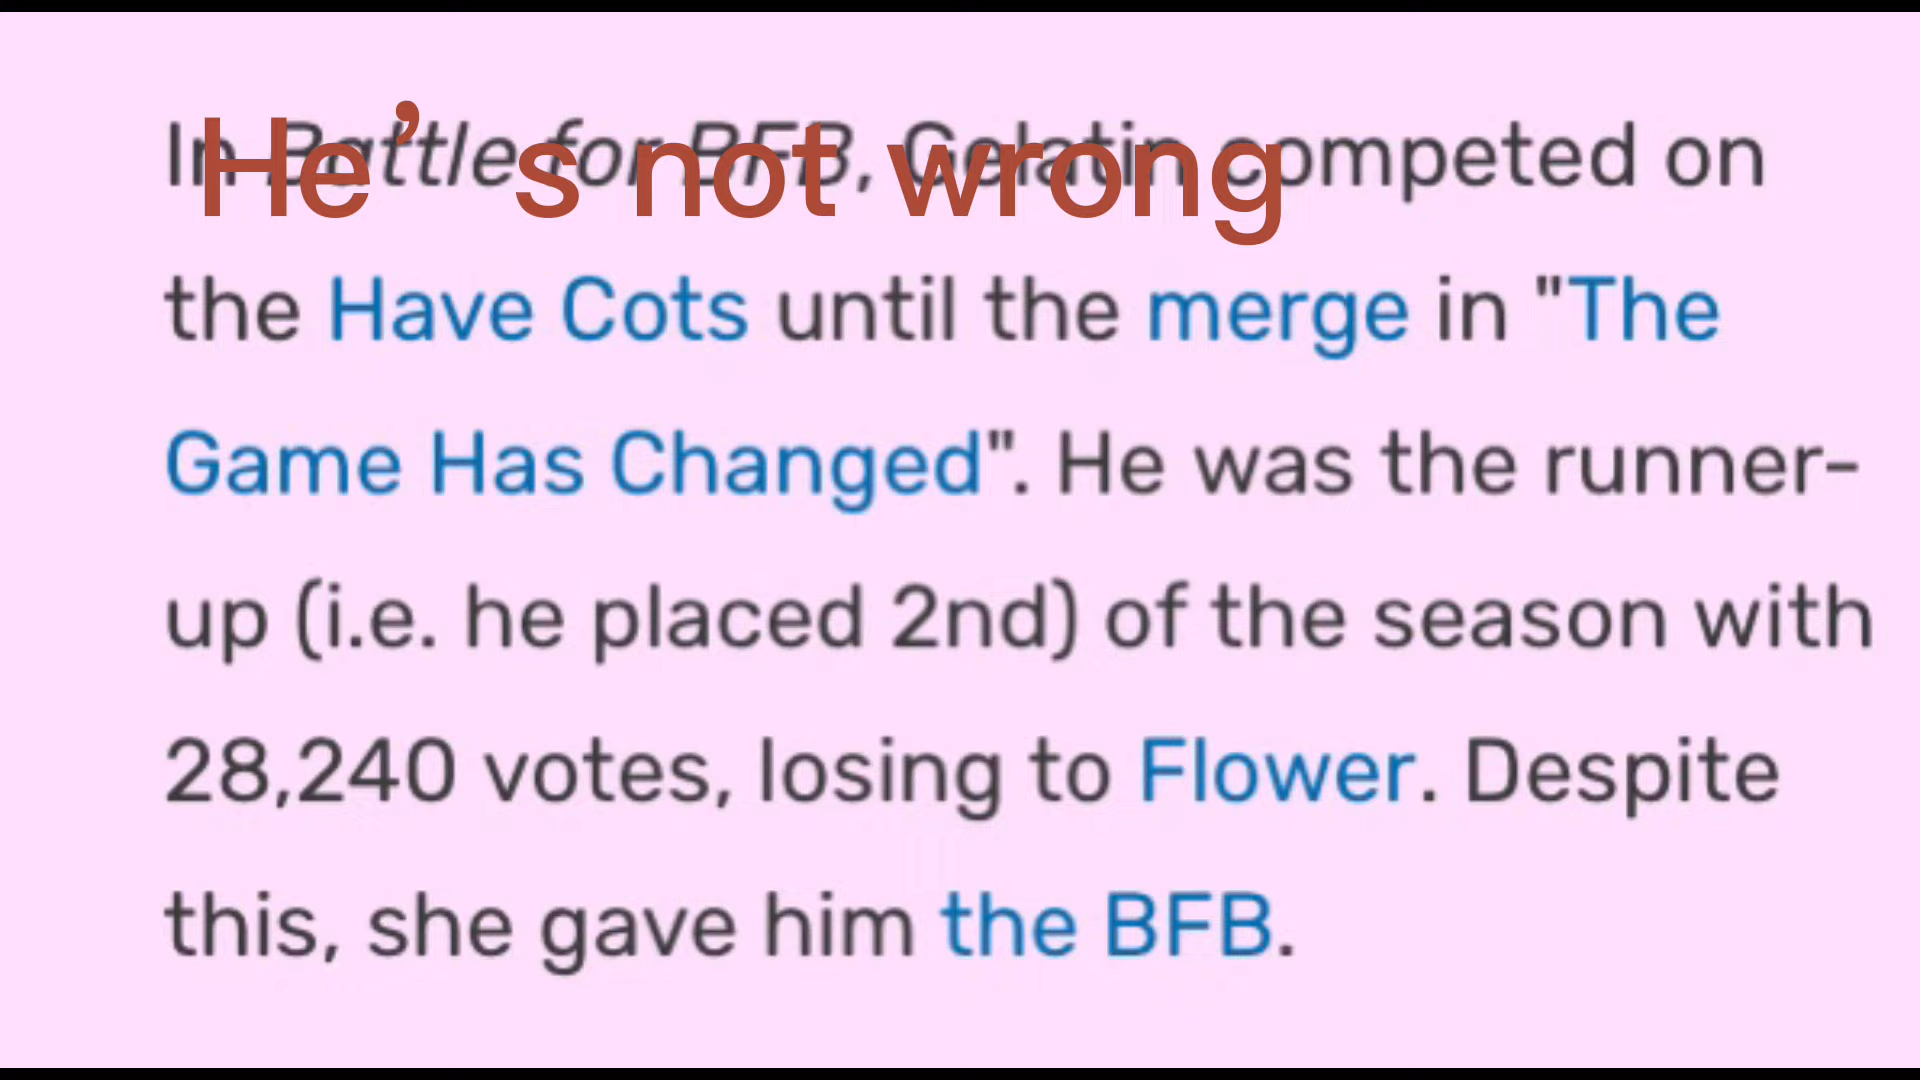 He’s not wrong
In Battle for BFB, Gelatin competed on
the Have Cots until the merge in "The
Game Has Changed". He was the runner-
up (i.e. he placed 2nd) of the season with
28,240 votes, losing to Flower. Despite
this, she gave him the BFB.